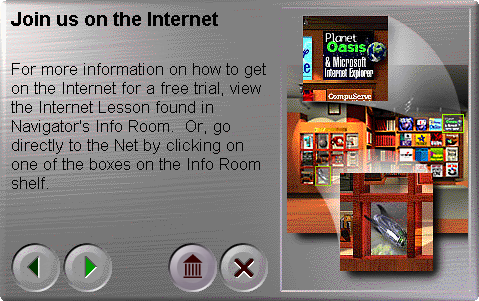 Join us on the Internet
For more information on how to get
on the Internet for a free trial, view
the Internet Lesson found in
Navigator's Info Room.  Or, go
directly to the Net by clicking on
one of the boxes on the Info Room
shelf.
Planet
Oasis
& Microsoft
Internet Explorer
CompuServe